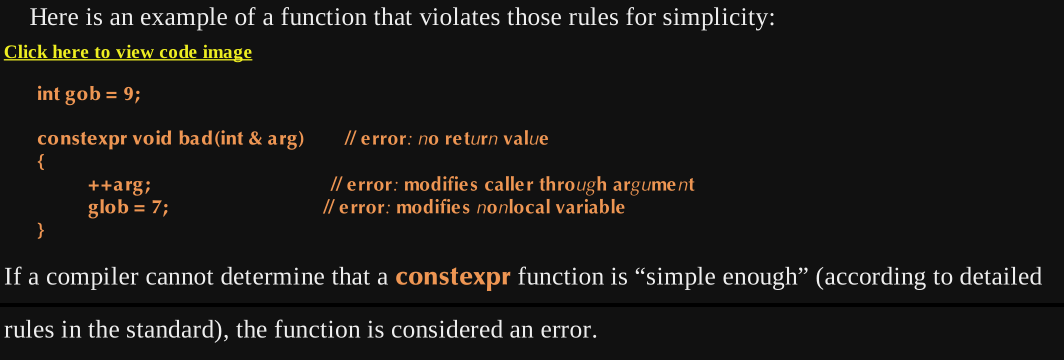 Here is an example of a function that violates those rules for simplicity:
Click here to view code image
int gob = 9;
constexpr void bad(int & arg) // error: no return value
{
++arg; // error: modifies caller through argument
glob = 7; // error: modifies nonlocal variable
}
If a compiler cannot determine that a constexpr function is “simple enough” (according to detailed
rules in the standard), the function is considered an error.